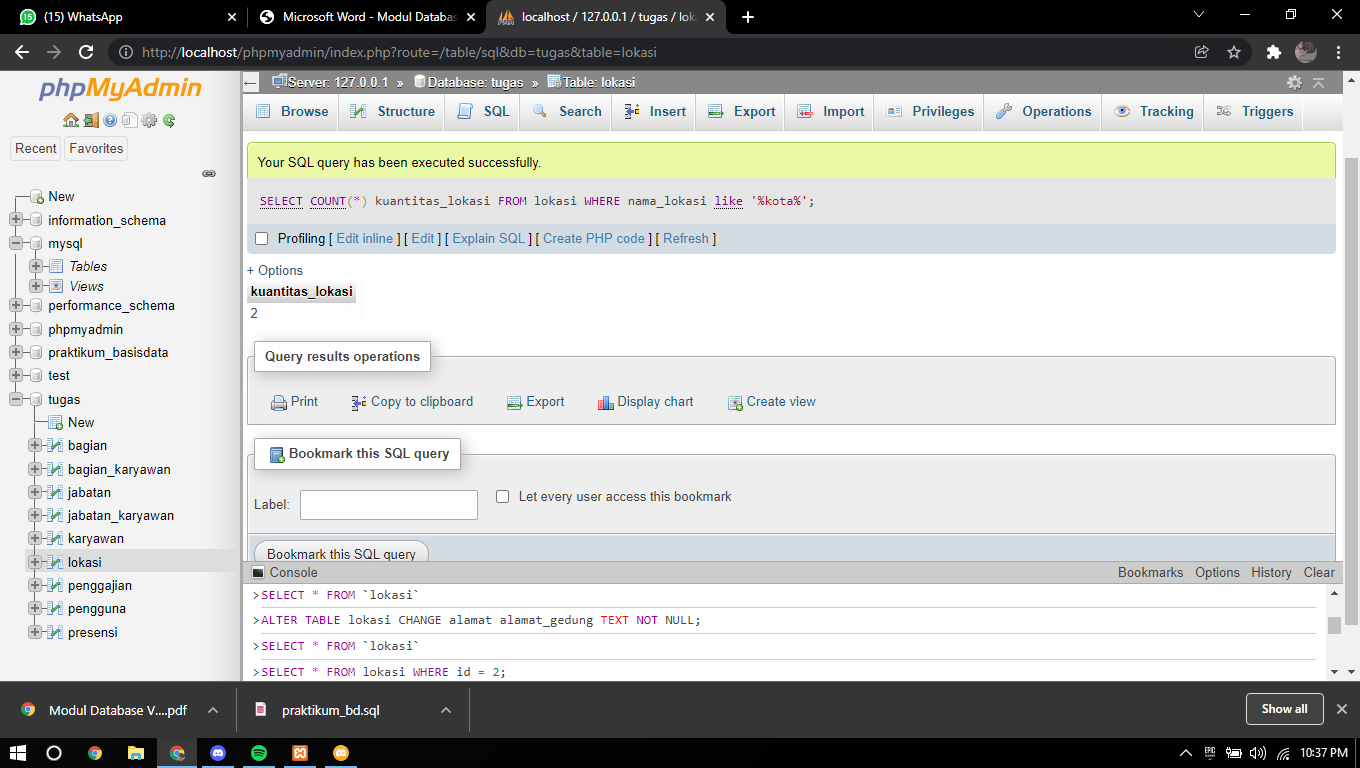 (15) WhatsApp
Microsoft Word - Modul Databas
localhost / 127.0.0.1 / tugas / lok
http://localhost/phpmyadmin/index.php?route=/table/sql&db=tugas&table=lokasi
phpMyAdmin
Recent Favorites
New
information_schema
mysql
Tables
Views
performance_schema
phpmyadmin
praktikum_basisdata
test
tugas
New
bagian
bagian_karyawan
jabatan
jabatan_karyawan
karyawan
lokasi
penggajian
pengguna
presensi
Server: 127.0.0.1 » Database: tugas » Table: lokasi
Browse Structure SQL Search Insert Export Import Privileges Operations Tracking Triggers
Your SQL query has been executed successfully.
SELECT COUNT(*) kuantitas_lokasi FROM lokasi WHERE nama_lokasi like '%kota%';
Profiling [ Edit inline ] [ Edit ] [ Explain SQL ] [ Create PHP code ] [ Refresh ]
+ Options
kuantitas_lokasi
2
Query results operations
Print Copy to clipboard Export Display chart Create view
Bookmark this SQL query
Label: Let every user access this bookmark
Bookmark this SQL query
Console Bookmarks Options History Clear
>SELECT * FROM `lokasi`
>ALTER TABLE lokasi CHANGE alamat alamat_gedung TEXT NOT NULL;
>SELECT * FROM `lokasi`
>SELECT * FROM lokasi WHERE id = 2;
Modul Database V....pdf
praktikum_bd.sql
Show all
10:37 PM